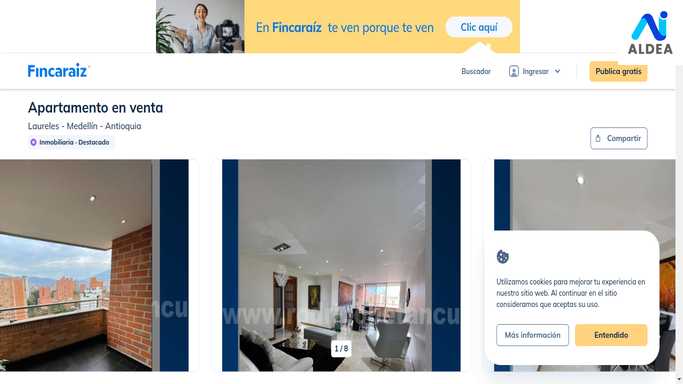 En Fincaraíz te ven porque te ven
Clic aquí
ALDEA
Fincaraiz
Buscador
Ingresar
Publica gratis
Apartamento en venta
Laureles - Medellín - Antioquia
Inmobiliaria · Destacado
Compartir
1 / 8
Utilizamos cookies para mejorar tu experiencia en
nuestro sitio web. Al continuar en el sitio
consideramos que aceptas su uso.
Más información
Entendido